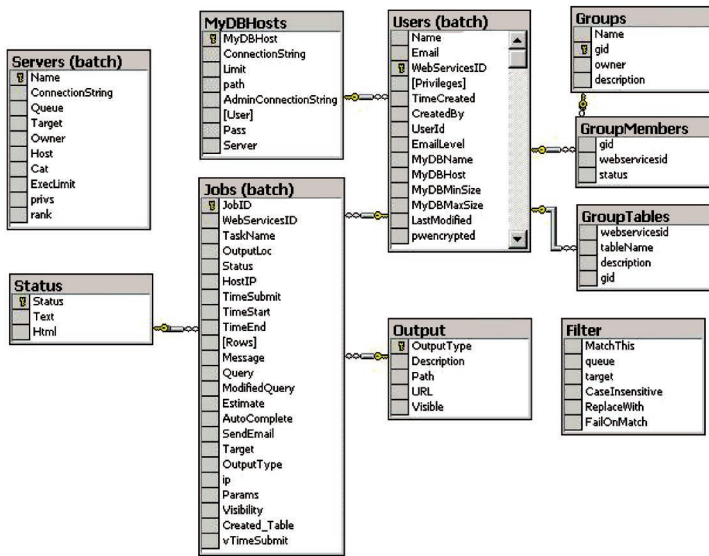 Servers (batch)
Name
ConnectionString
Queue
Target
Owner
Host
Cat
ExecLimit
privs
rank
MyDBHosts
MyDBHost
ConnectionString
Limit
path
AdminConnectionString
[User]
Pass
Server
Users (batch)
Name
Email
WebServicesID
[Privileges]
TimeCreated
CreatedBy
UserId
EmailLevel
MyDBName
MyDBHost
MyDBMinSize
MyDBMaxSize
LastModified
pwencrypted
Groups
Name
gid
owner
description
GroupMembers
gid
webservicesid
status
GroupTables
webservicesid
tableName
description
gid
Status
Status
Text
Html
Jobs (batch)
JobID
WebServicesID
TaskName
OutputLoc
Status
HostIP
TimeSubmit
TimeStart
TimeEnd
[Rows]
Message
Query
ModifiedQuery
Estimate
AutoComplete
SendEmail
Target
OutputType
ip
Params
Visibility
Created_Table
vTimeSubmit
Output
OutputType
Description
Path
URL
Visible
Filter
MatchThis
queue
target
CaseInsensitive
ReplaceWith
FailOnMatch